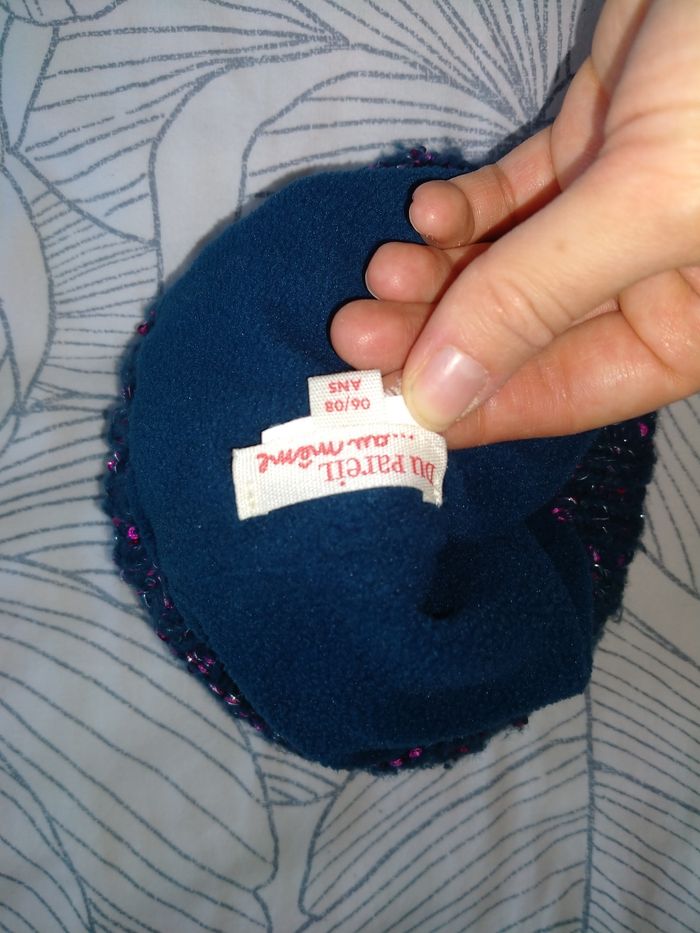 DU PAREIL
...au même
06/08
ANS